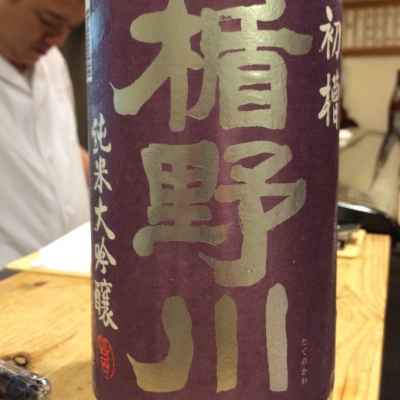 初槽
楯野川
たてのかわ
純米大吟醸